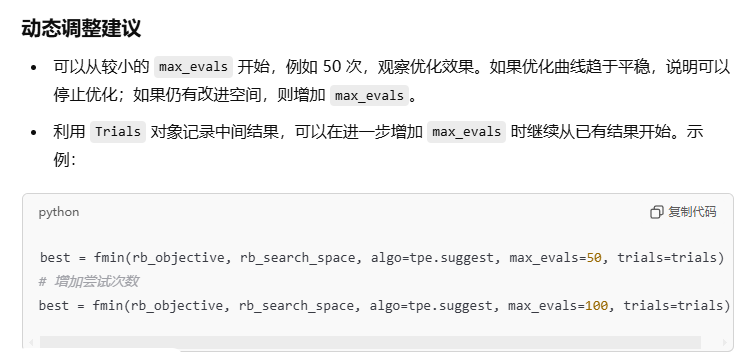 动态调整建议
• 可以从较小的 max_evals 开始，例如 50 次，观察优化效果。如果优化曲线趋于平稳，说明可以
停止优化；如果仍有改进空间，则增加 max_evals。
• 利用 Trials 对象记录中间结果，可以在进一步增加 max_evals 时继续从已有结果开始。示
例：
python 复制代码
best = fmin(rb_objective, rb_search_space, algo=tpe.suggest, max_evals=50, trials=trials)
# 增加尝试次数
best = fmin(rb_objective, rb_search_space, algo=tpe.suggest, max_evals=100, trials=trials)